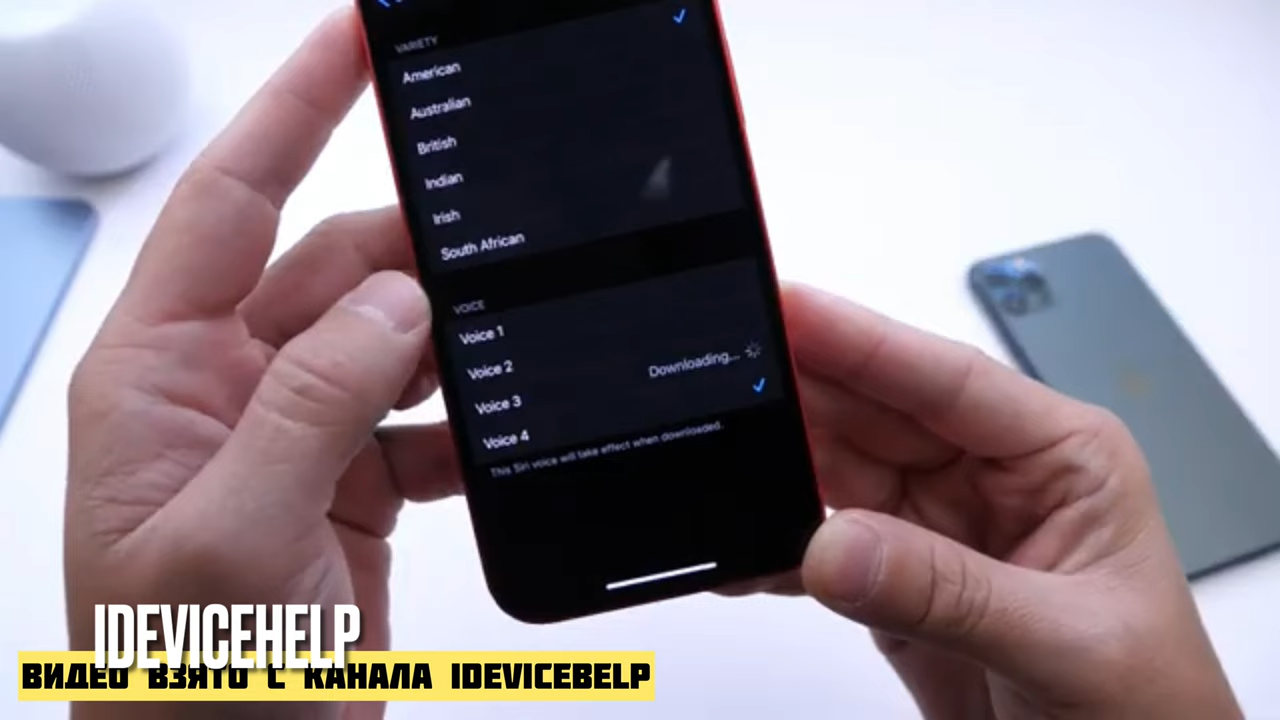 VARIETY
American
Australian
British
Indian
Irish
South African
VOICE
Voice 1
Voice 2
Downloading...
Voice 3
Voice 4
This Siri voice will take effect when downloaded.
IDEVICEHELP
ВИДЕО ВЗЯТО С КАНАЛА IDEVICEBELP